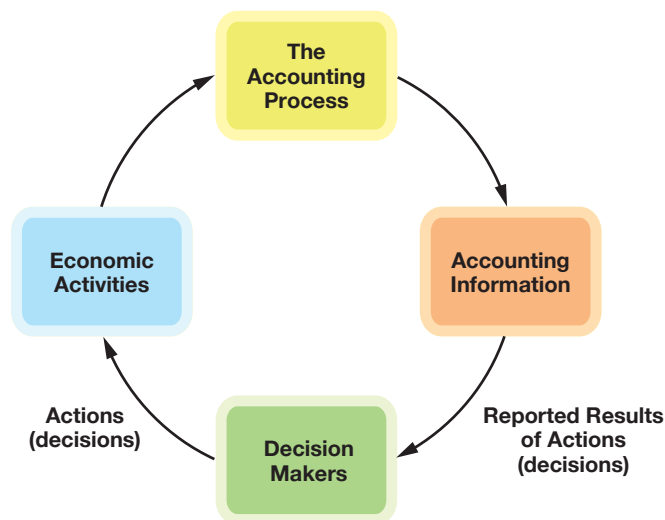 The
Accounting
Process
Economic
Activities
Accounting
Information
Actions
(decisions)
Decision
Makers
Reported Results
of Actions
(decisions)